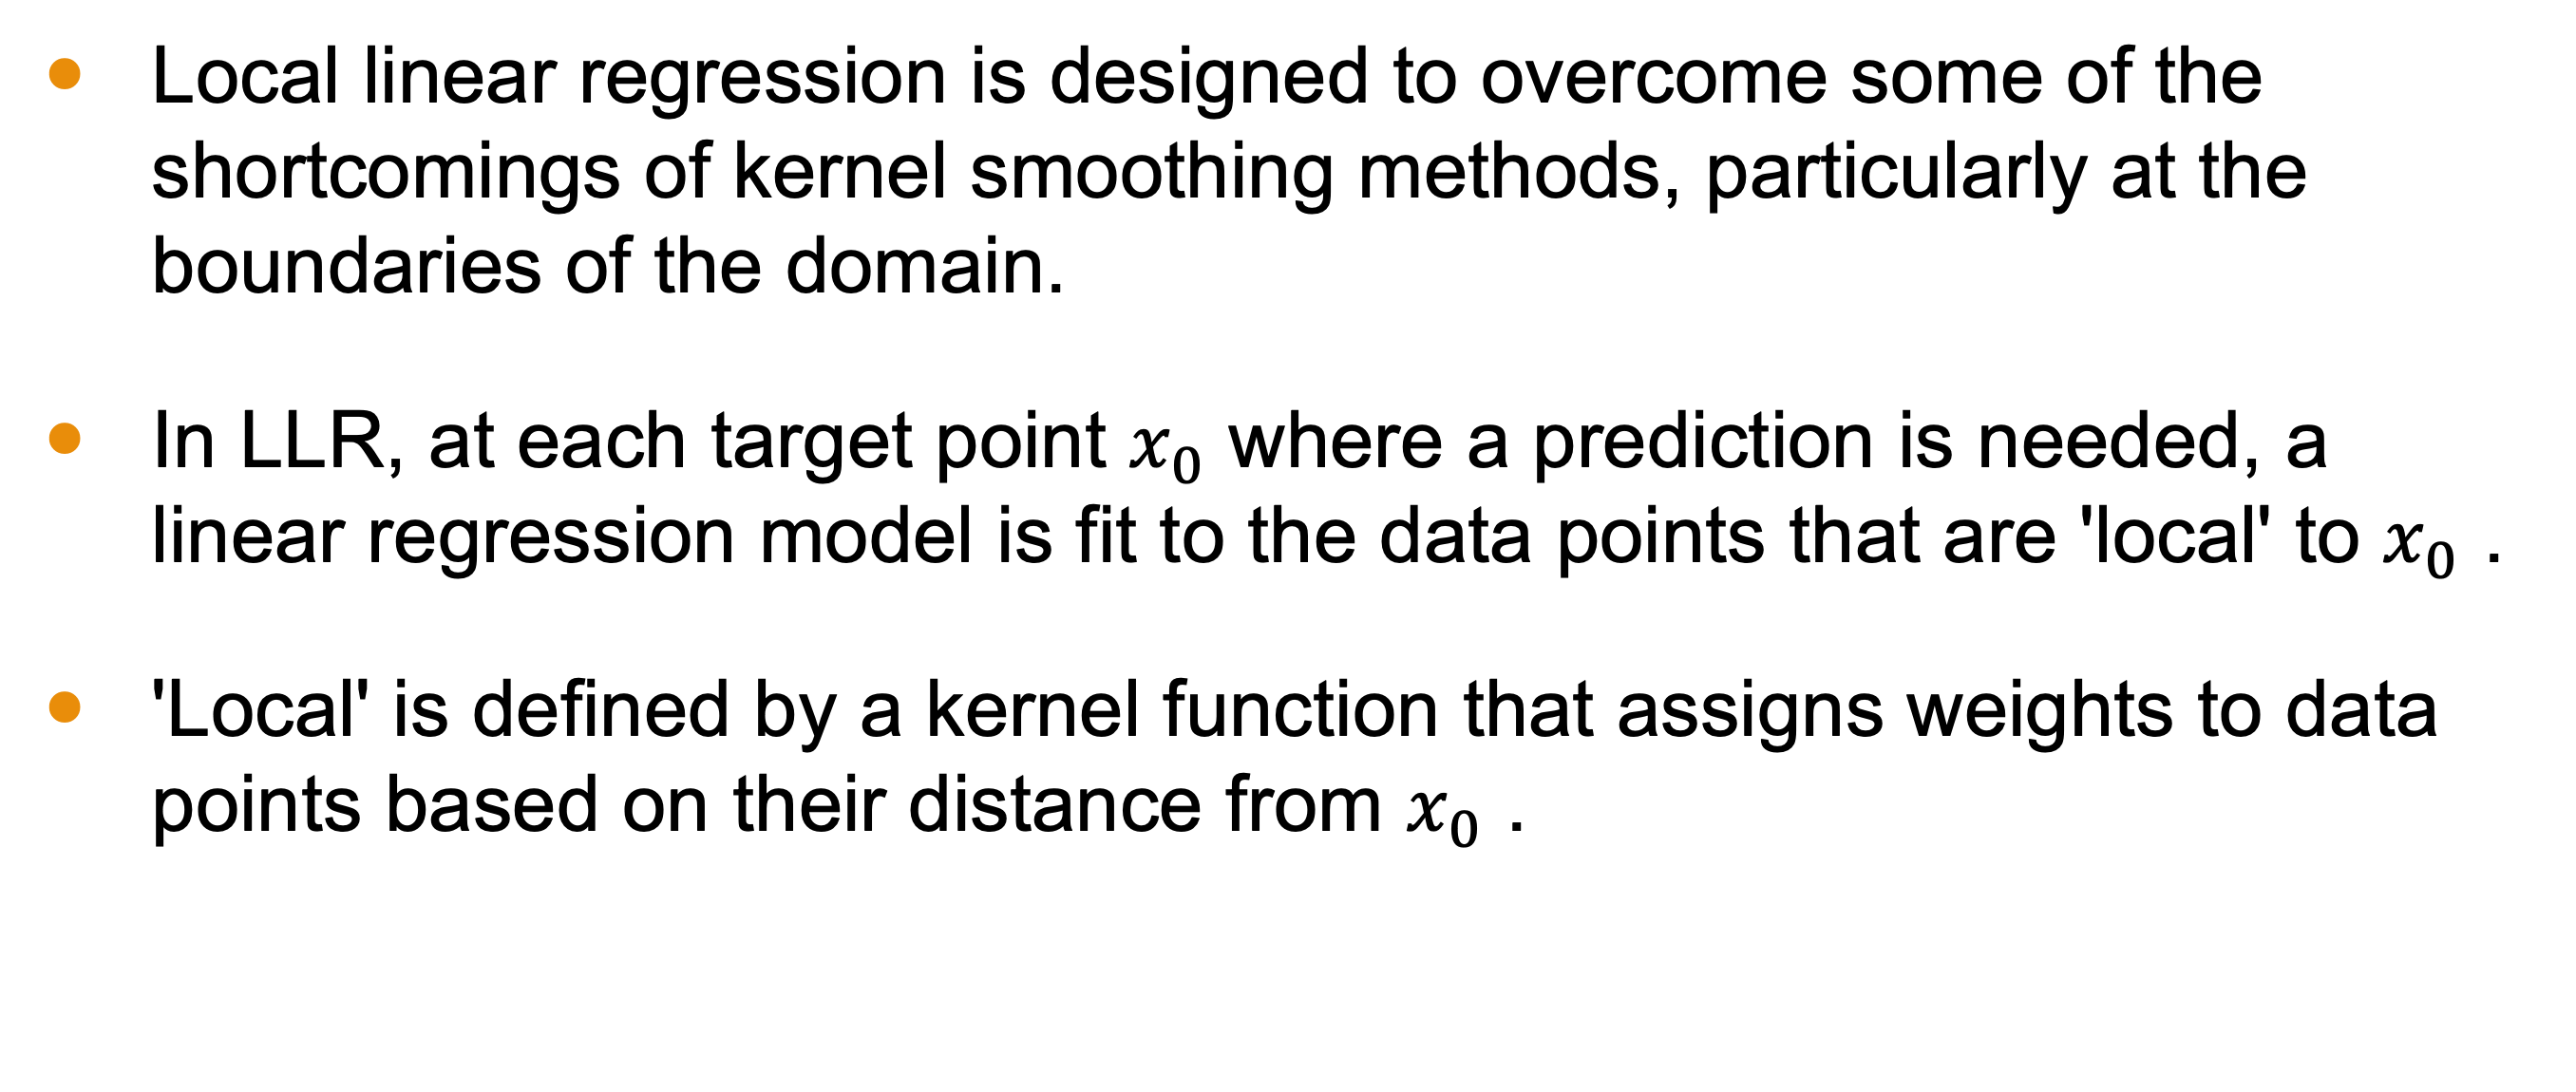 • Local linear regression is designed to overcome some of the
shortcomings of kernel smoothing methods, particularly at the
boundaries of the domain.
• In LLR, at each target point x₀ where a prediction is needed, a
linear regression model is fit to the data points that are 'local' to x₀ .
• 'Local' is defined by a kernel function that assigns weights to data
points based on their distance from x₀ .